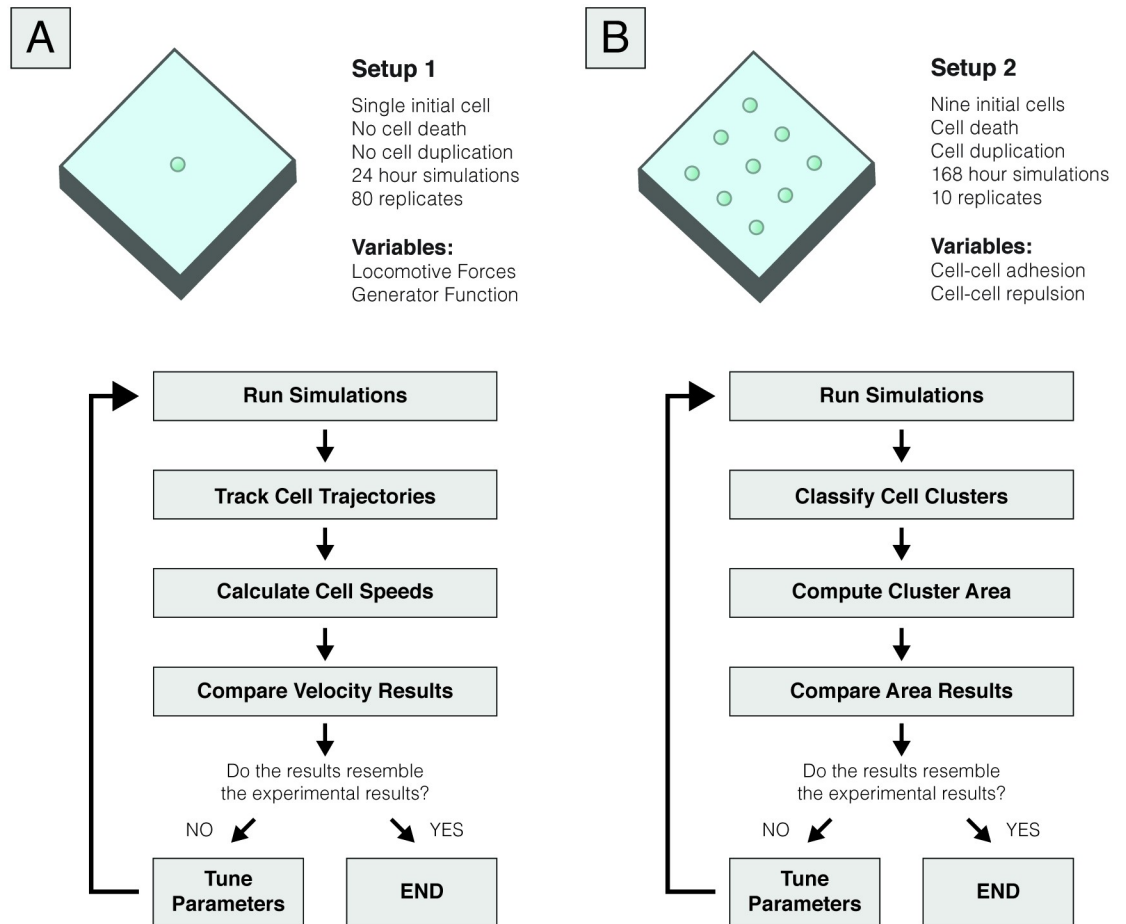 A
Setup 1
Single initial cell
No cell death
No cell duplication
24 hour simulations
80 replicates
Variables:
Locomotive Forces
Generator Function
Run Simulations
Track Cell Trajectories
Calculate Cell Speeds
Compare Velocity Results
Do the results resemble
the experimental results?
NO
YES
Tune
Parameters
END
B
Setup 2
Nine initial cells
Cell death
Cell duplication
168 hour simulations
10 replicates
Variables:
Cell-cell adhesion
Cell-cell repulsion
Run Simulations
Classify Cell Clusters
Compute Cluster Area
Compare Area Results
Do the results resemble
the experimental results?
NO
YES
Tune
Parameters
END